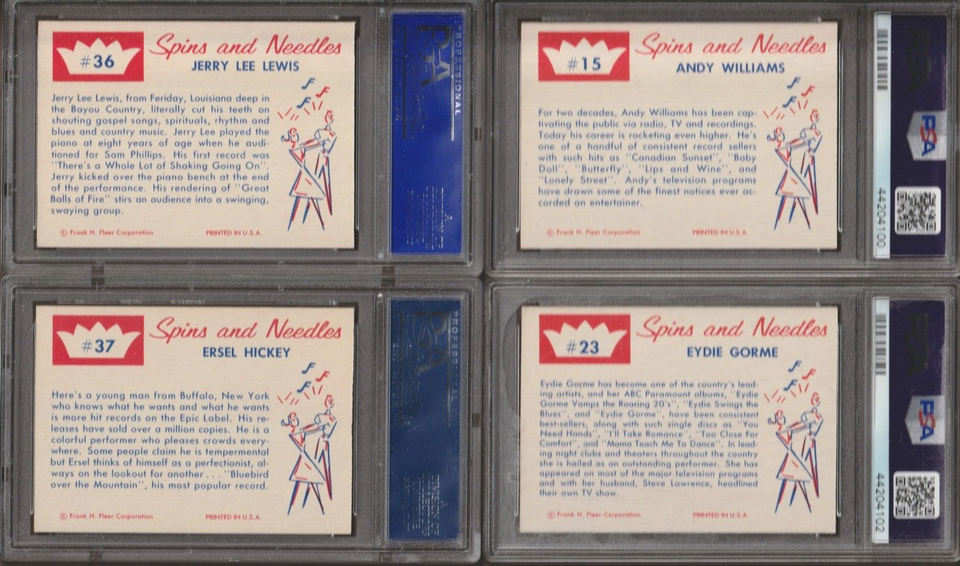 #36
Spins and Needles
JERRY LEE LEWIS
Jerry Lee Lewis, from Feriday, Louisiana deep in
the Bayou Country, literally cut his teeth on
shouting gospel songs, spirituals, rhythm and
blues and country music. Jerry Lee played the
piano at eight years of age when he audi-
tioned for Sam Phillips. His first record was
"There's a Whole Lot of Shaking Going On".
Jerry kicked over the piano bench at the end
of the performance. His rendering of "Great
Balls of Fire" stirs an audience into a swinging,
swaying group.
© Frank H. Fleer Corporation PRINTED IN U.S.A.
PSA
PROFESSIONAL
#15
Spins and Needles
ANDY WILLIAMS
For two decades, Andy Williams has been cap-
tivating the public via radio, TV and recordings.
Today his career is rocketing even higher. He's
one of a handful of consistent record sellers
with such hits as "Canadian Sunset", "Baby
Doll", "Butterfly", "Lips and Wine", and
"Lonely Street". Andy's television programs
have drawn some of the finest notices ever ac-
corded an entertainer.
© Frank H. Fleer Corporation PRINTED IN U.S.A.
44204100
PSA
#37
Spins and Needles
ERSEL HICKEY
Here's a young man from Buffalo, New York
who knows what he wants and what he wants
is more hit records on the Epic Label. His re-
leases have sold over a million copies. He is a
colorful performer who pleases crowds every-
where. Some people claim he is tempermental
but Ersel thinks of himself as a perfectionist, al-
ways on the lookout for another . . . "Bluebird
over the Mountain", his most popular record.
© Frank H. Fleer Corporation PRINTED IN U.S.A.
PSA
PROFESSIONAL
#23
Spins and Needles
EYDIE GORME
Eydie Gorme has become one of the country's lead-
ing artists, and her ABC Paramount albums, "Eydie
Gorme Vamps the Roaring 20's", "Eydie Swings the
Blues", and "Eydie Gorme", have been consistent
best-sellers, along with such single discs as "You
Need Hands", "I'll Take Romance", "Too Close For
Comfort", and "Mama Teach Me To Dance". In lead-
ing night clubs and theaters throughout the country
she is hailed as an outstanding performer. She has
appeared on most of the major television programs
and with her husband, Steve Lawrence, headlined
their own TV show.
© Frank H. Fleer Corporation PRINTED IN U.S.A.
44204102
PSA